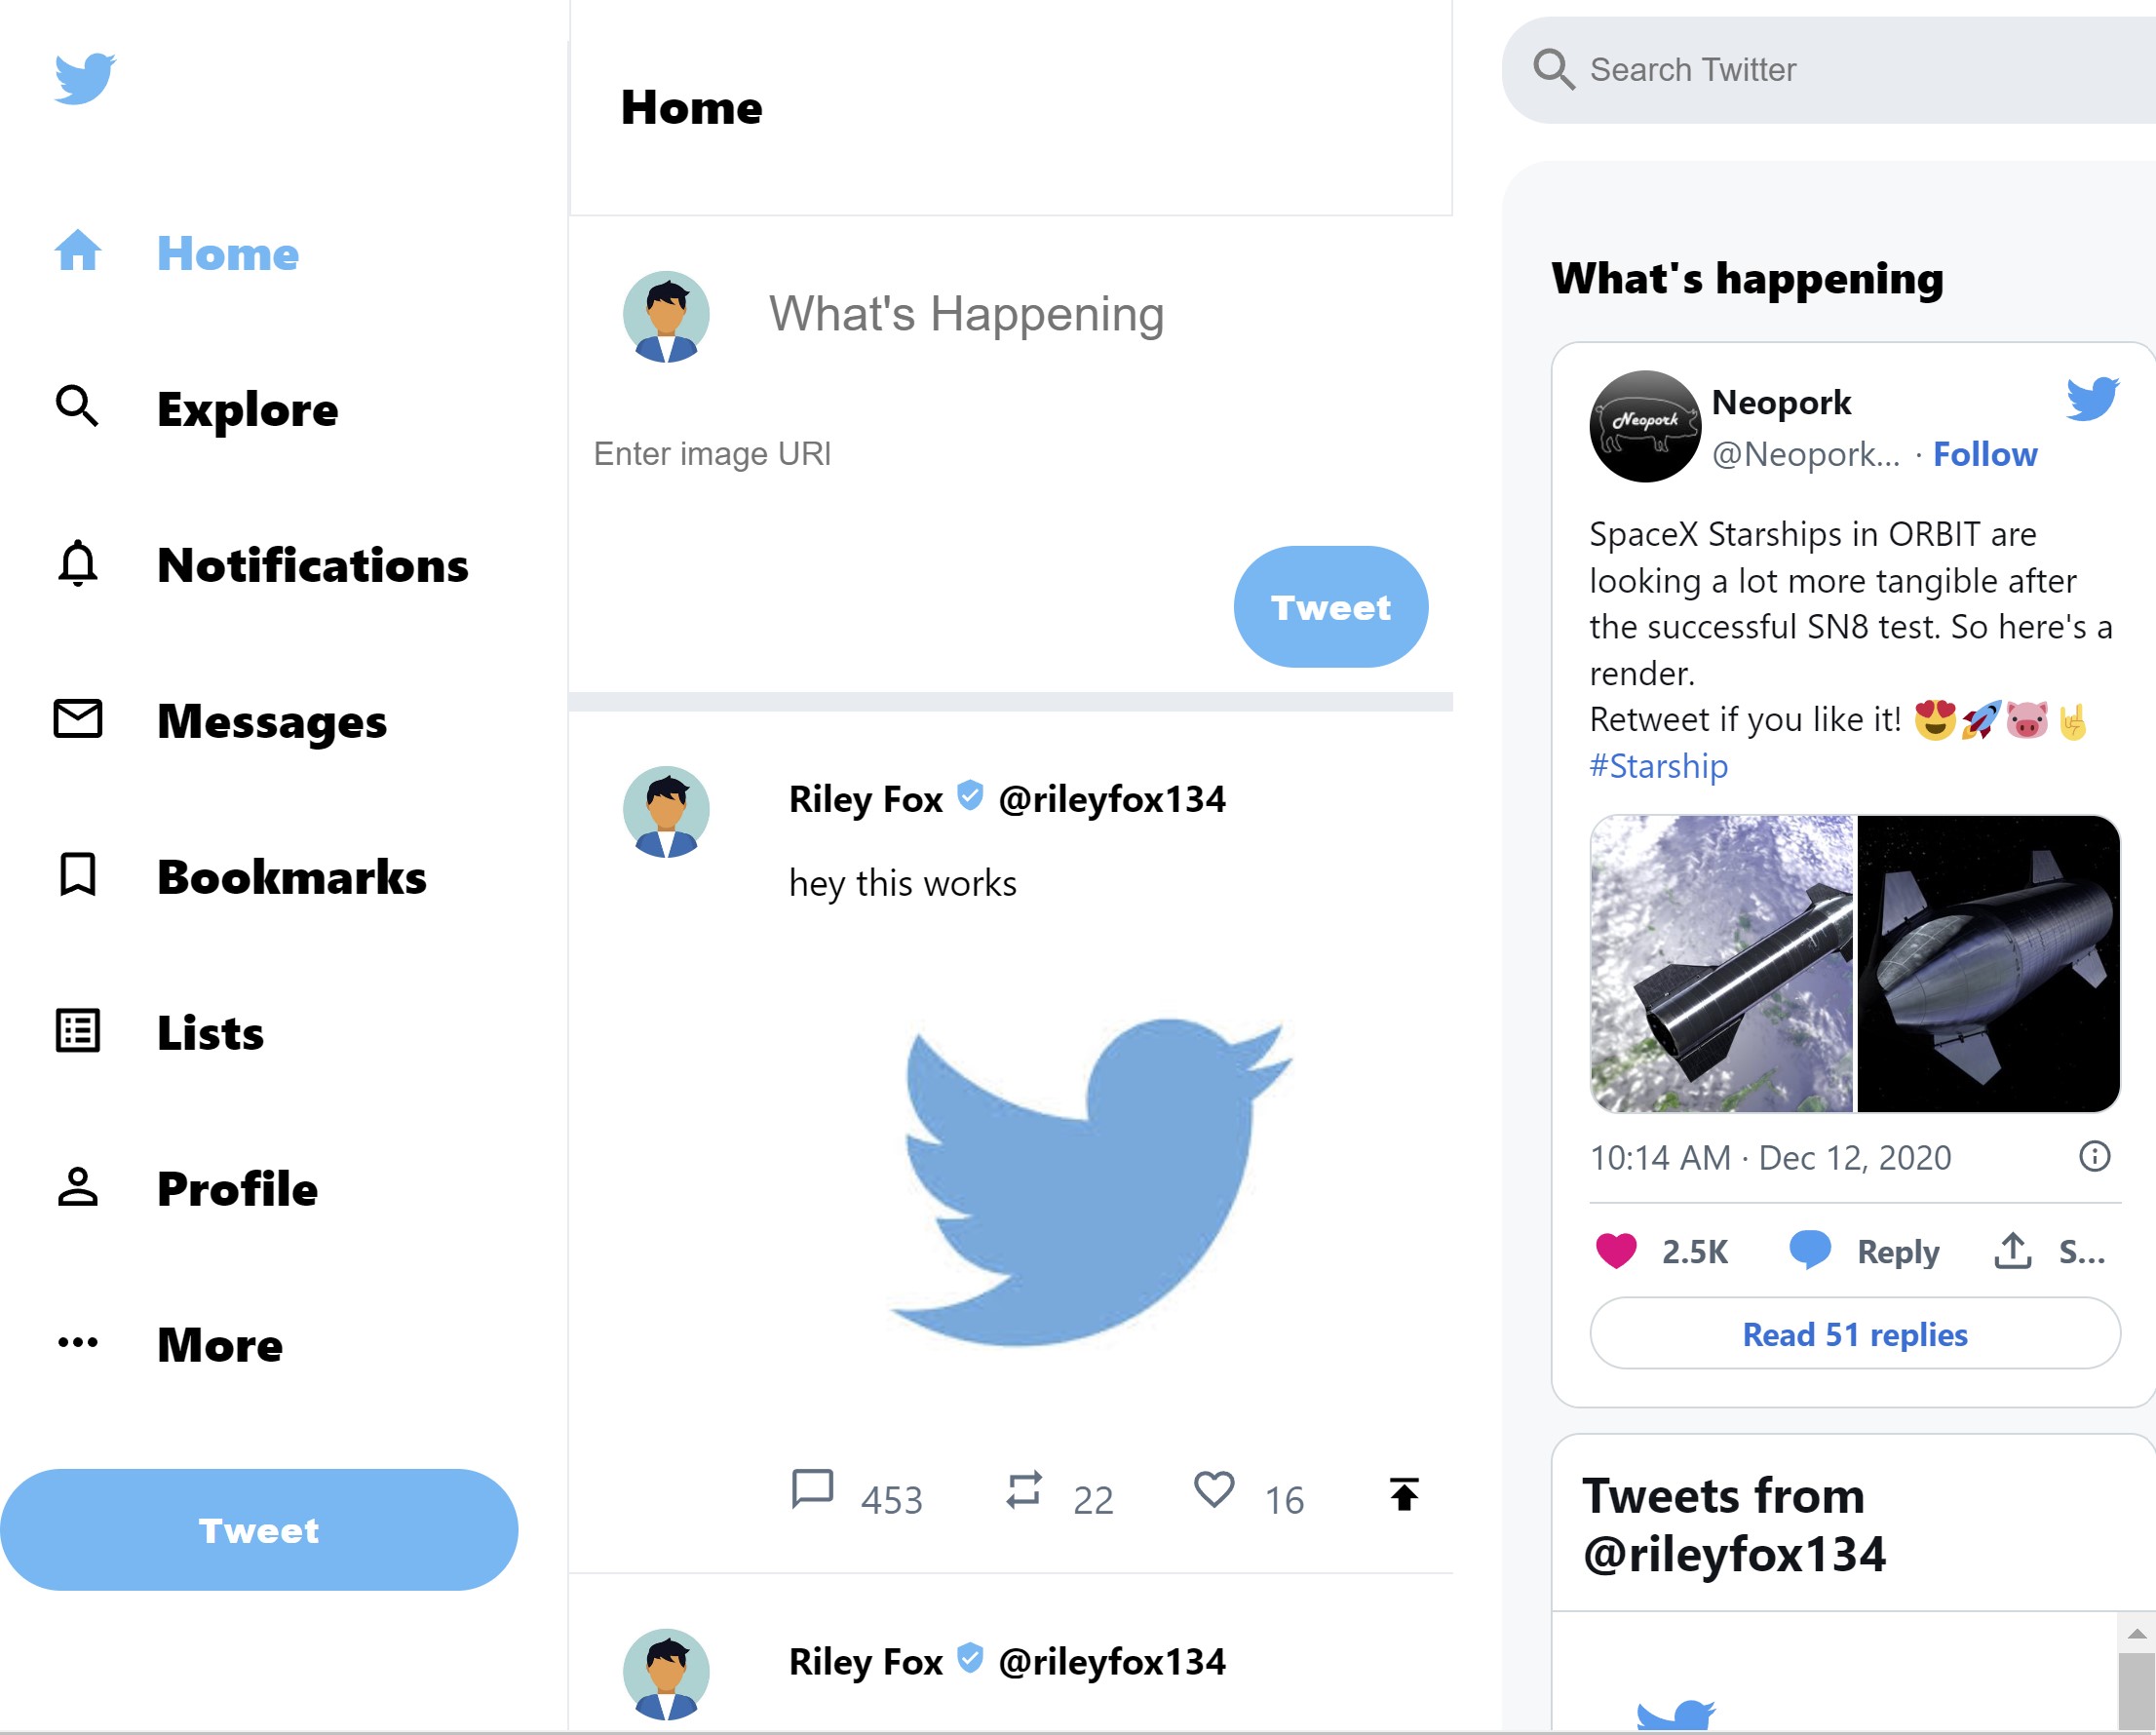 Home
Explore
Notifications
Messages
Bookmarks
Lists
Profile
More
Tweet
Home
What's Happening
Enter image URl
Tweet
Riley Fox @rileyfox134
hey this works
453 22 16
Riley Fox @rileyfox134
Search Twitter
What's happening
Neopork
Neopork
@Neopork... · Follow
SpaceX Starships in ORBIT are
looking a lot more tangible after
the successful SN8 test. So here's a
render.
Retweet if you like it! 😍🚀🐷🤘
#Starship
10:14 AM · Dec 12, 2020
2.5K Reply S...
Read 51 replies
Tweets from
@rileyfox134